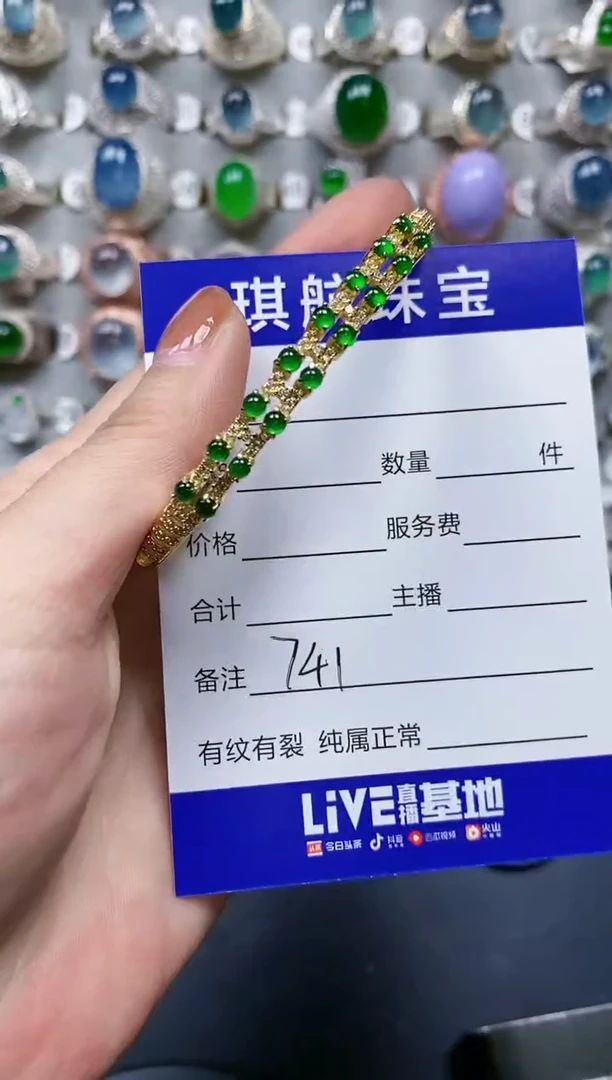 琪航珠宝
数量 件
价格 服务费
合计 主播
备注 741
有纹有裂 纯属正常
LiVE直播基地
今日头条 抖音 西瓜视频 火山